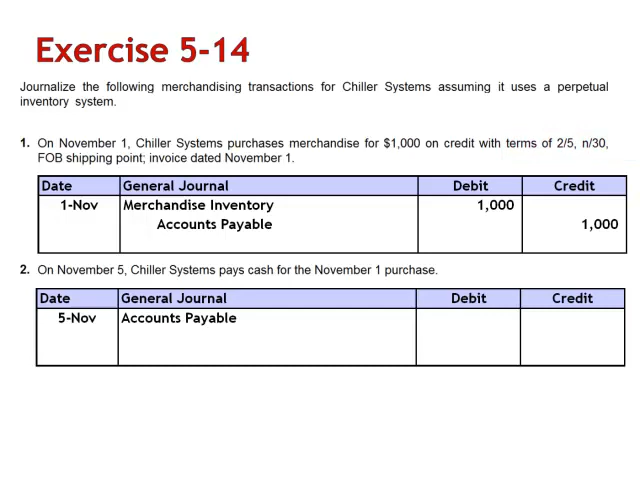 Exercise 5-14
Journalize the following merchandising transactions for Chiller Systems assuming it uses a perpetual
inventory system.
1. On November 1, Chiller Systems purchases merchandise for $1,000 on credit with terms of 2/5, n/30,
FOB shipping point; invoice dated November 1.
Date General Journal Debit Credit
1-Nov Merchandise Inventory 1,000
Accounts Payable 1,000
2. On November 5, Chiller Systems pays cash for the November 1 purchase.
Date General Journal Debit Credit
5-Nov Accounts Payable